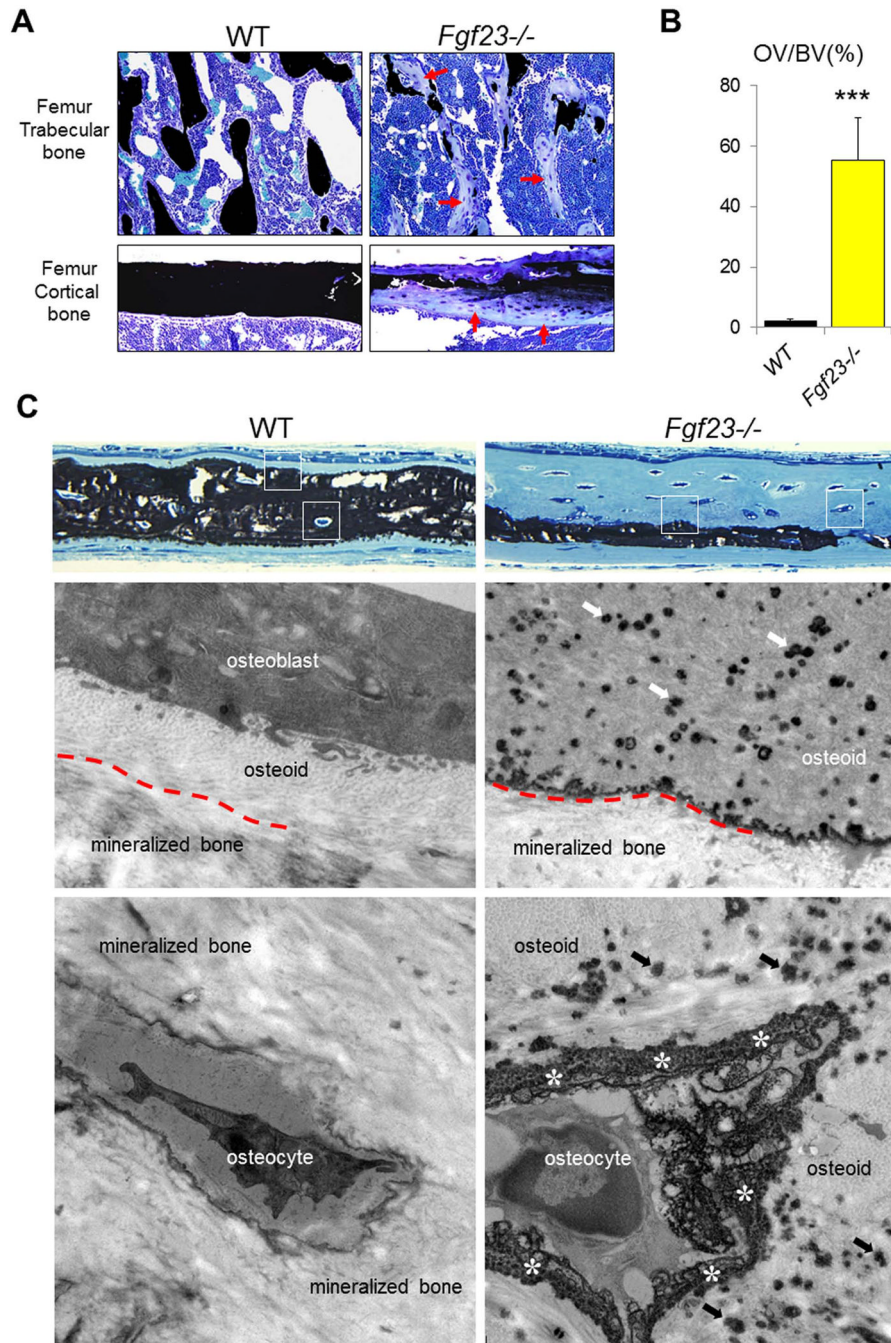 A
WT
Fgf23-/-
Femur
Trabecular
bone
Femur
Cortical
bone
B
OV/BV(%)
80
60
40
20
0
***
WT
Fgf23-/-
C
WT
Fgf23-/-
osteoblast
osteoid
mineralized bone
osteoid
mineralized bone
mineralized bone
osteocyte
mineralized bone
osteoid
* * *
osteocyte
osteoid
*
* *